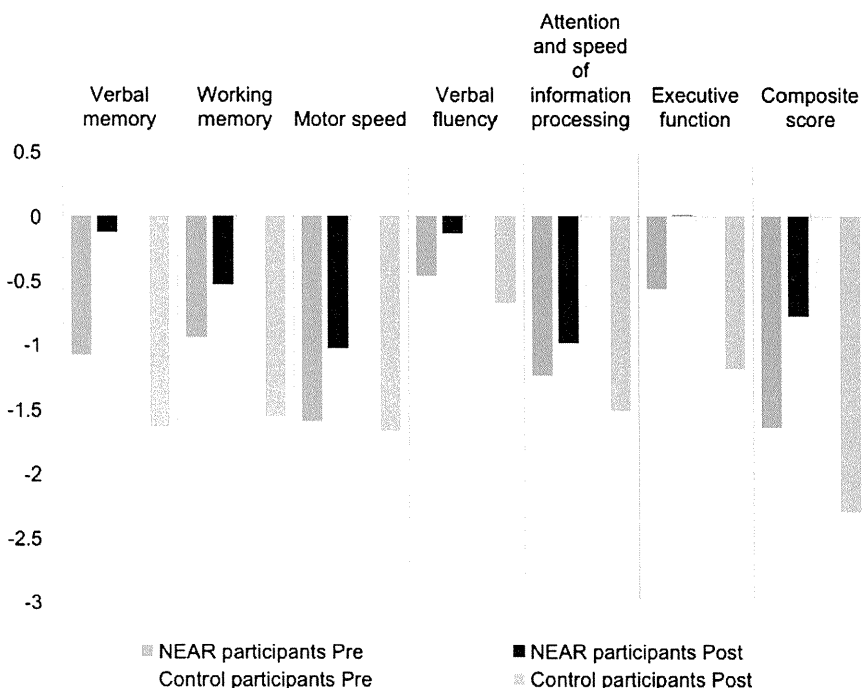 Attention
and speed
of
Verbal Working Verbal information Executive Composite
memory memory Motor speed fluency processing function score
0.5
0
-0.5
-1
-1.5
-2
-2.5
-3
NEAR participants Pre NEAR participants Post
Control participants Pre Control participants Post